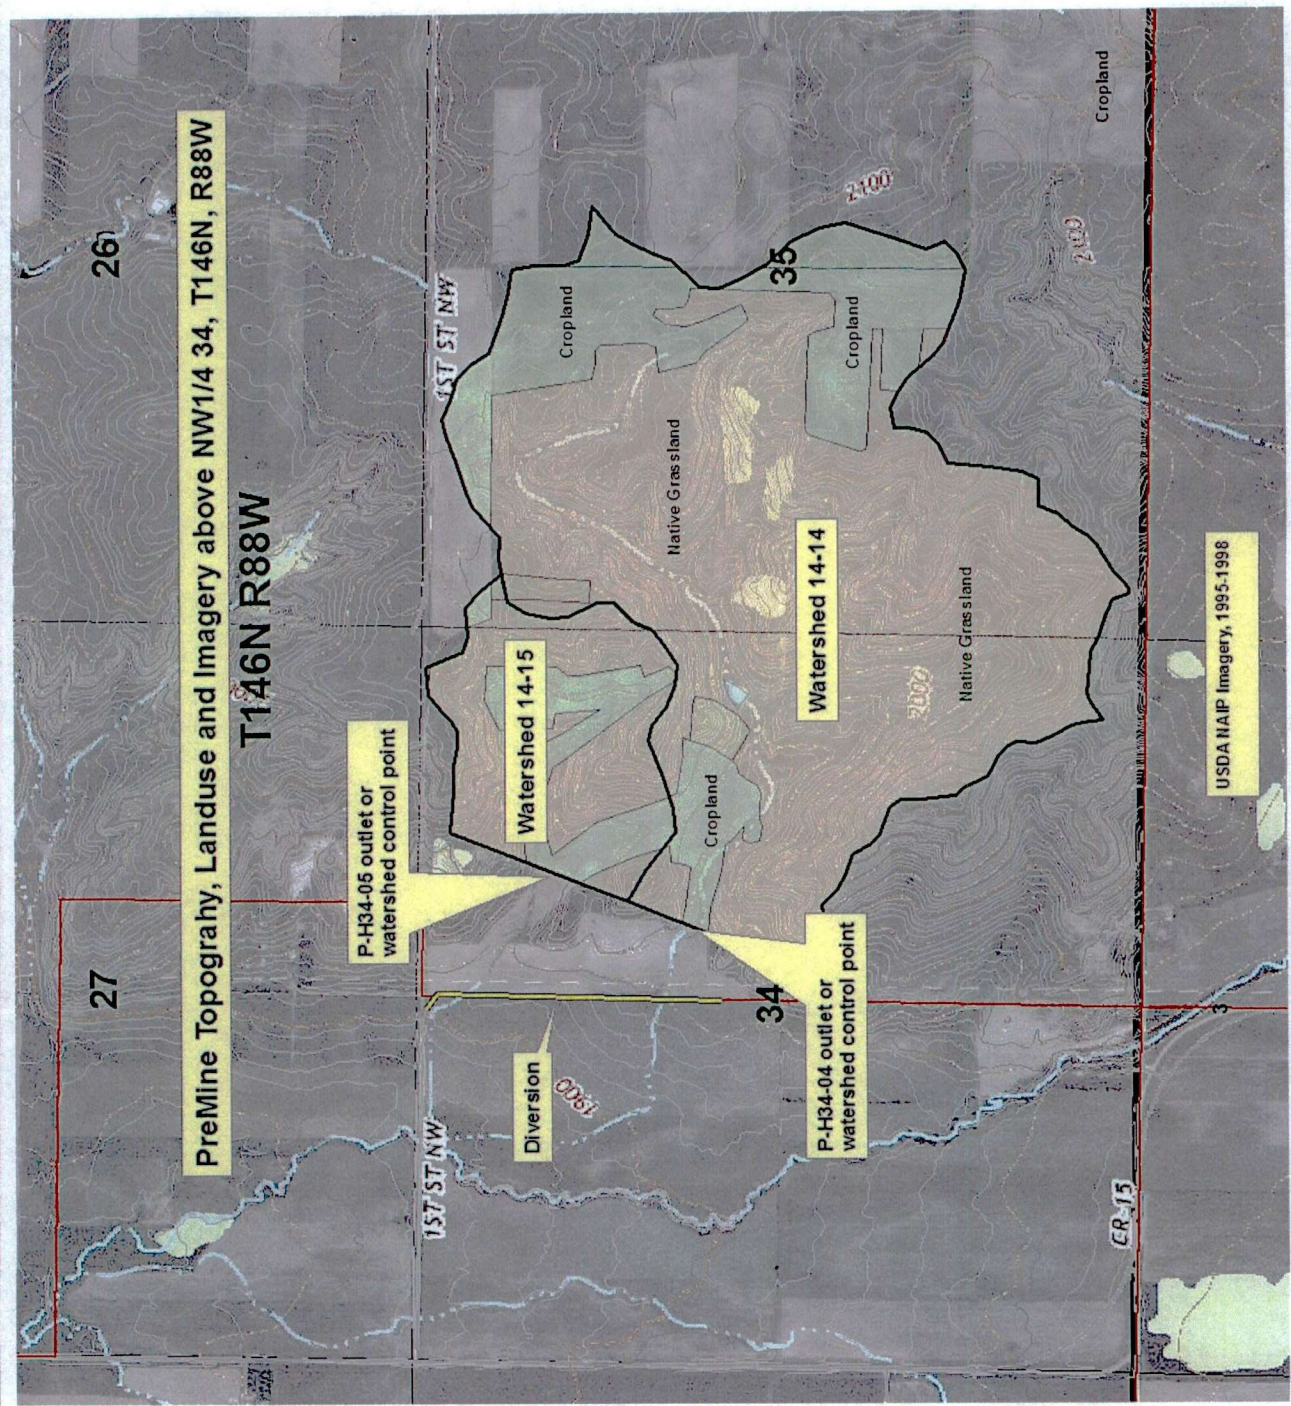 PreMine Topograhy, Landuse and Imagery above NW1/4 34, T146N, R88W
27
26
T146N R88W
P-H34-05 outlet or
watershed control point
1ST ST NW
1ST ST NW
Diversion
1900
Watershed 14-15
Cropland
Native Grassland
Cropland
34
35
P-H34-04 outlet or
watershed control point
Watershed 14-14
Cropland
2100
2000
Native Grassland
2100
Cropland
CR-15
3
USDA NAIP Imagery, 1995-1998